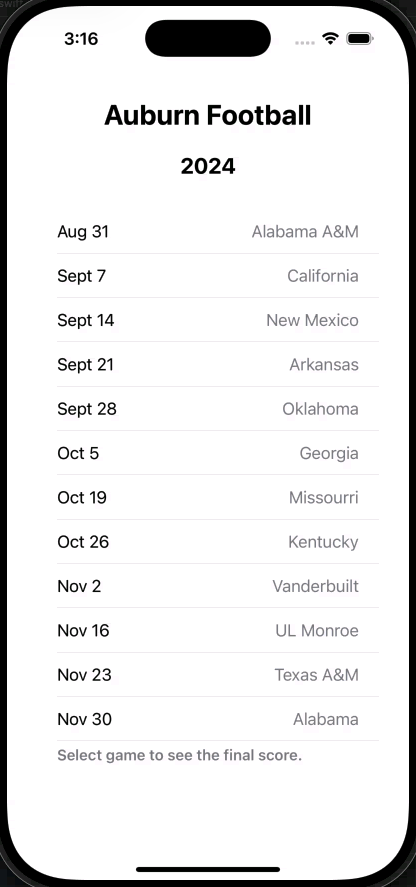 3:16
Auburn Football
2024
Aug 31 Alabama A&M
Sept 7 California
Sept 14 New Mexico
Sept 21 Arkansas
Sept 28 Oklahoma
Oct 5 Georgia
Oct 19 Missourri
Oct 26 Kentucky
Nov 2 Vanderbuilt
Nov 16 UL Monroe
Nov 23 Texas A&M
Nov 30 Alabama
Select game to see the final score.